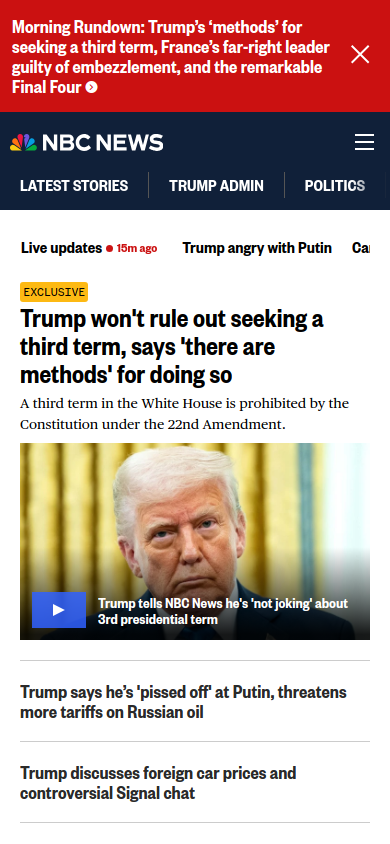 Morning Rundown: Trump's ‘methods’ for
seeking a third term, France’s far-right leader
guilty of embezzlement, and the remarkable
Final Four
NBC NEWS
LATEST STORIES TRUMP ADMIN POLITICS
Live updates 15m ago Trump angry with Putin
EXCLUSIVE
Trump won't rule out seeking a
third term, says 'there are
methods' for doing so
A third term in the White House is prohibited by the
Constitution under the 22nd Amendment.
Trump tells NBC News he's 'not joking' about
3rd presidential term
Trump says he’s 'pissed off' at Putin, threatens
more tariffs on Russian oil
Trump discusses foreign car prices and
controversial Signal chat